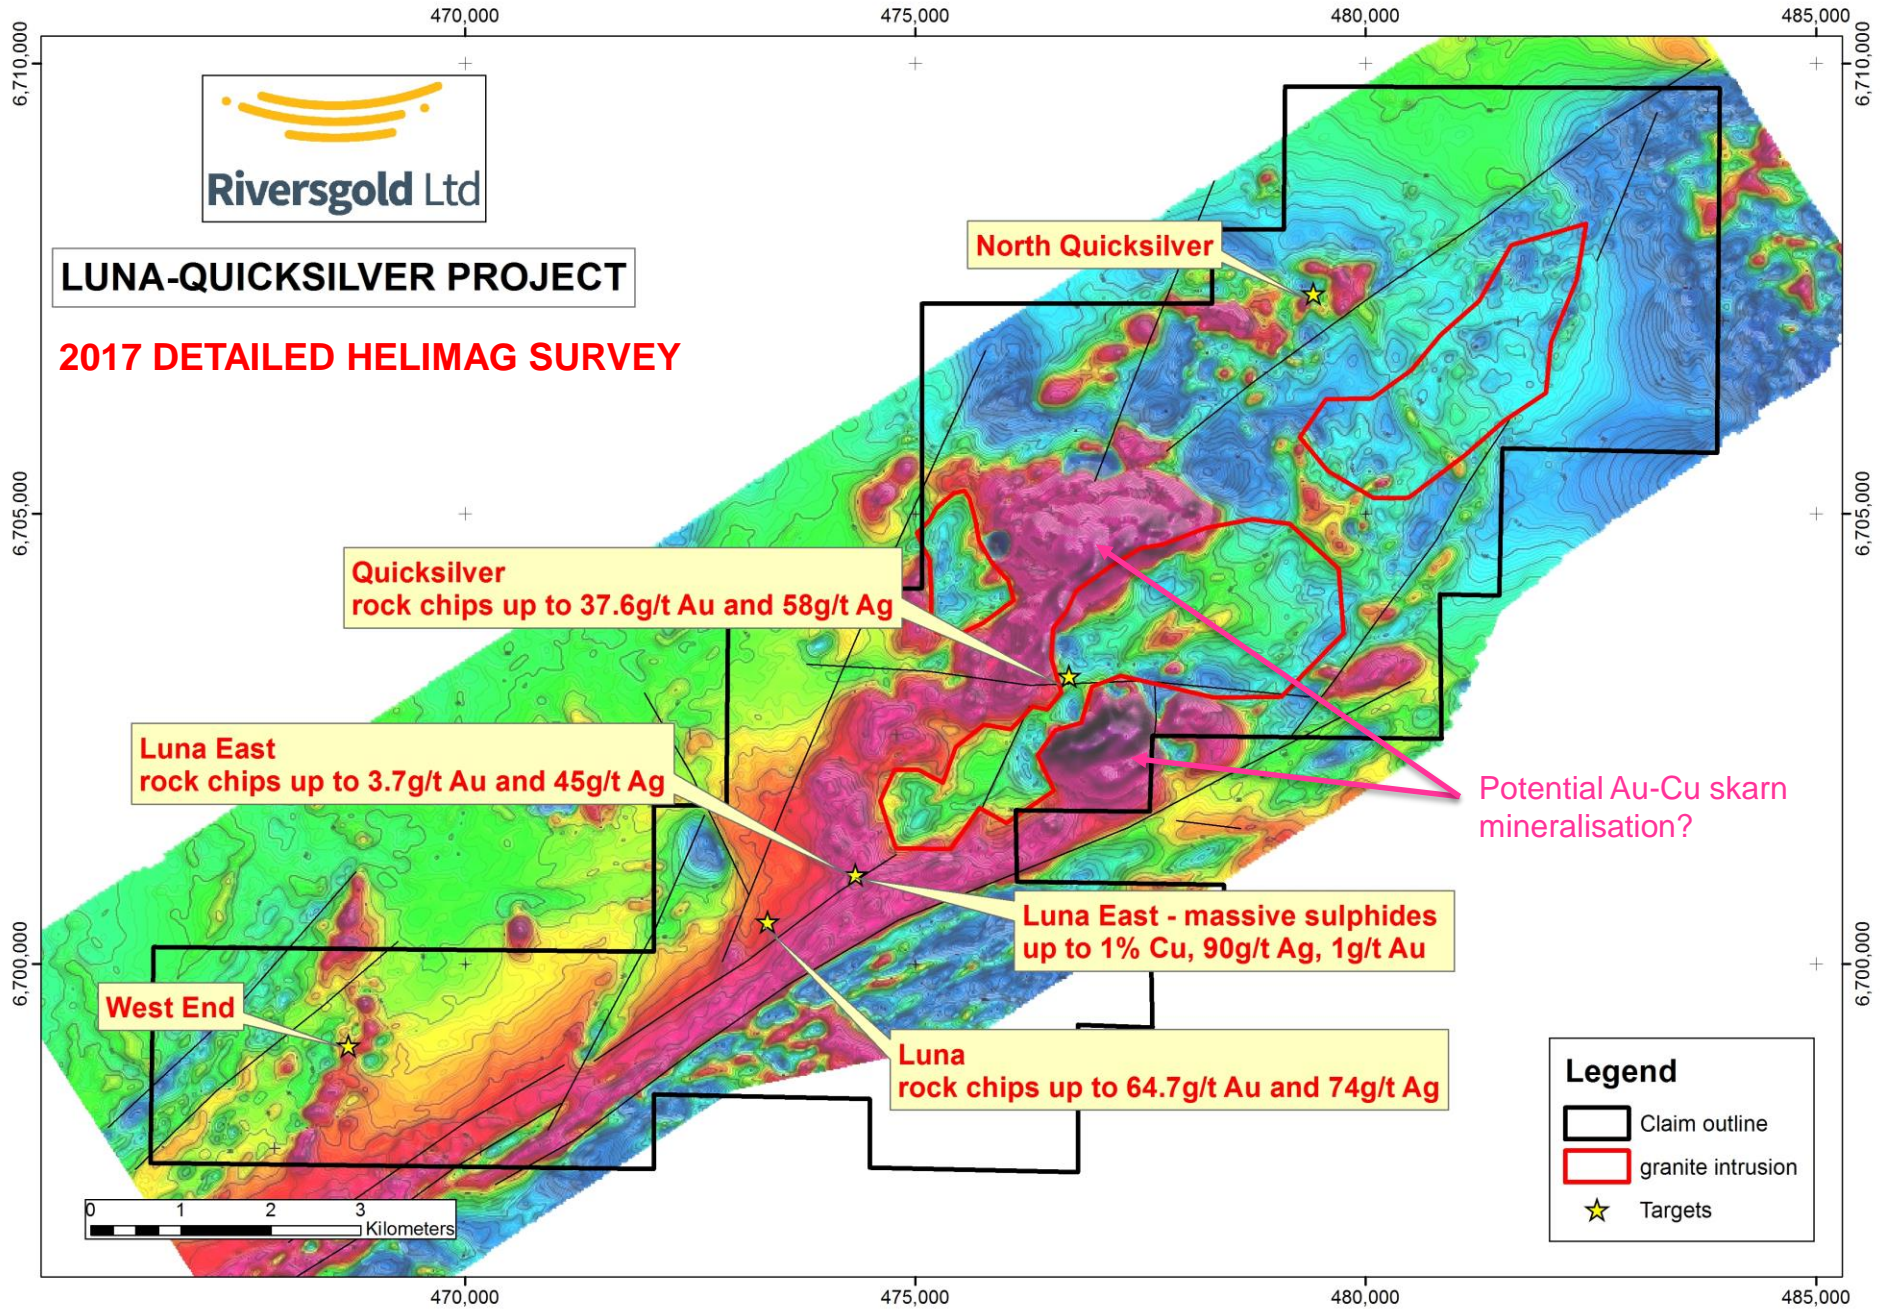 470,000
475,000
480,000
485,000
6,710,000
6,710,000
Riversgold Ltd
LUNA-QUICKSILVER PROJECT
2017 DETAILED HELIMAG SURVEY
North Quicksilver
6,705,000
6,705,000
Quicksilver
rock chips up to 37.6g/t Au and 58g/t Ag
Luna East
rock chips up to 3.7g/t Au and 45g/t Ag
Potential Au-Cu skarn
mineralisation?
Luna East - massive sulphides
up to 1% Cu, 90g/t Ag, 1g/t Au
6,700,000
6,700,000
West End
Luna
rock chips up to 64.7g/t Au and 74g/t Ag
Legend
Claim outline
granite intrusion
Targets
0 1 2 3
Kilometers
470,000
475,000
480,000
485,000